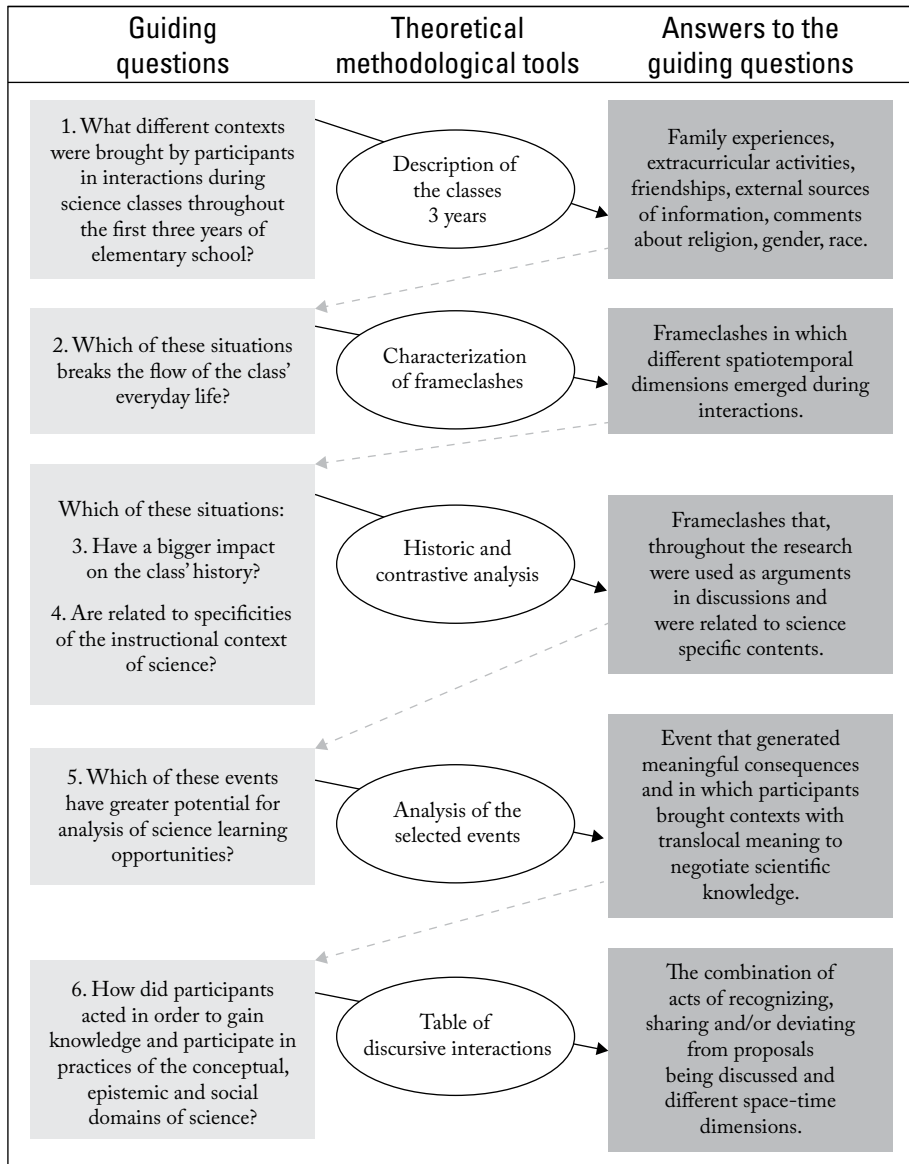 Guiding
questions
Theoretical
methodological tools
Answers to the
guiding questions
1. What different contexts
were brought by participants
in interactions during
science classes throughout
the first three years of
elementary school?
Description of
the classes
3 years
Family experiences,
extracurricular activities,
friendships, external sources
of information, comments
about religion, gender, race.
2. Which of these situations
breaks the flow of the class'
everyday life?
Characterization
of frameclashes
Frameclashes in which
different spatiotemporal
dimensions emerged during
interactions.
Which of these situations:
3. Have a bigger impact
on the class' history?
4. Are related to specificities
of the instructional context
of science?
Historic and
contrastive analysis
Frameclashes that,
throughout the research
were used as arguments
in discussions and
were related to science
specific contents.
5. Which of these events
have greater potential for
analysis of science learning
opportunities?
Analysis of the
selected events
Event that generated
meaningful consequences
and in which participants
brought contexts with
translocal meaning to
negotiate scientific
knowledge.
6. How did participants
acted in order to gain
knowledge and participate in
practices of the conceptual,
epistemic and social
domains of science?
Table of
discursive interactions
The combination of
acts of recognizing,
sharing and/or deviating
from proposals
being discussed and
different space-time
dimensions.